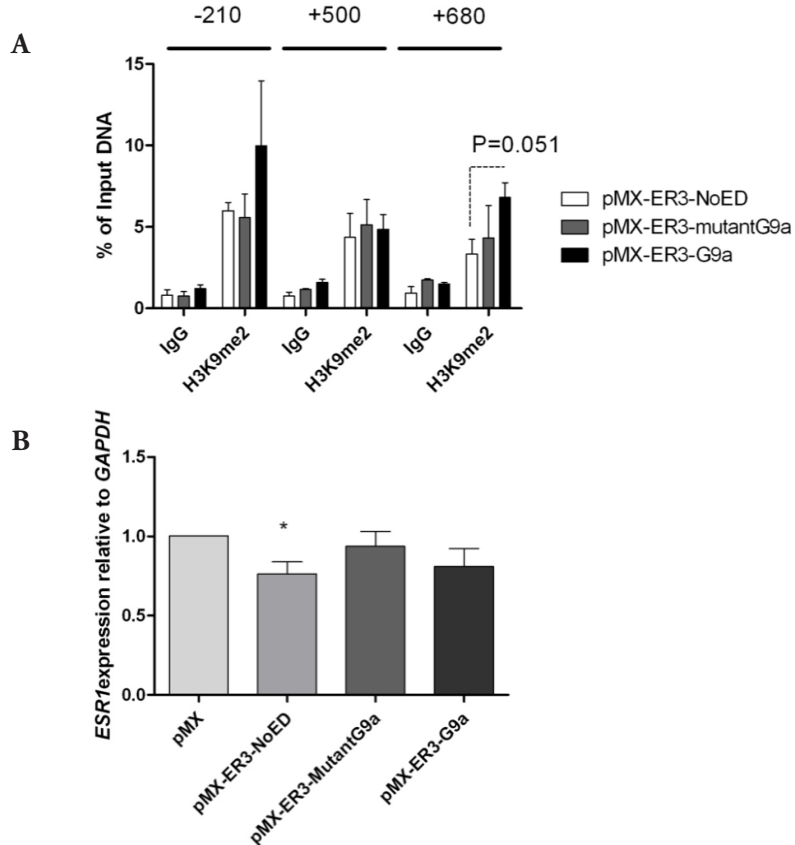 A
-210 +500 +680
15
10
5
0
% of Input DNA
P=0.051
pMX-ER3-NoED
pMX-ER3-mutantG9a
pMX-ER3-G9a
IgG H3K9me2 IgG H3K9me2 IgG H3K9me2
B
1.5
1.0
0.5
0.0
ESR1expression relative to GAPDH
*
pMX pMX-ER3-NoED pMX-ER3-MutantG9a pMX-ER3-G9a